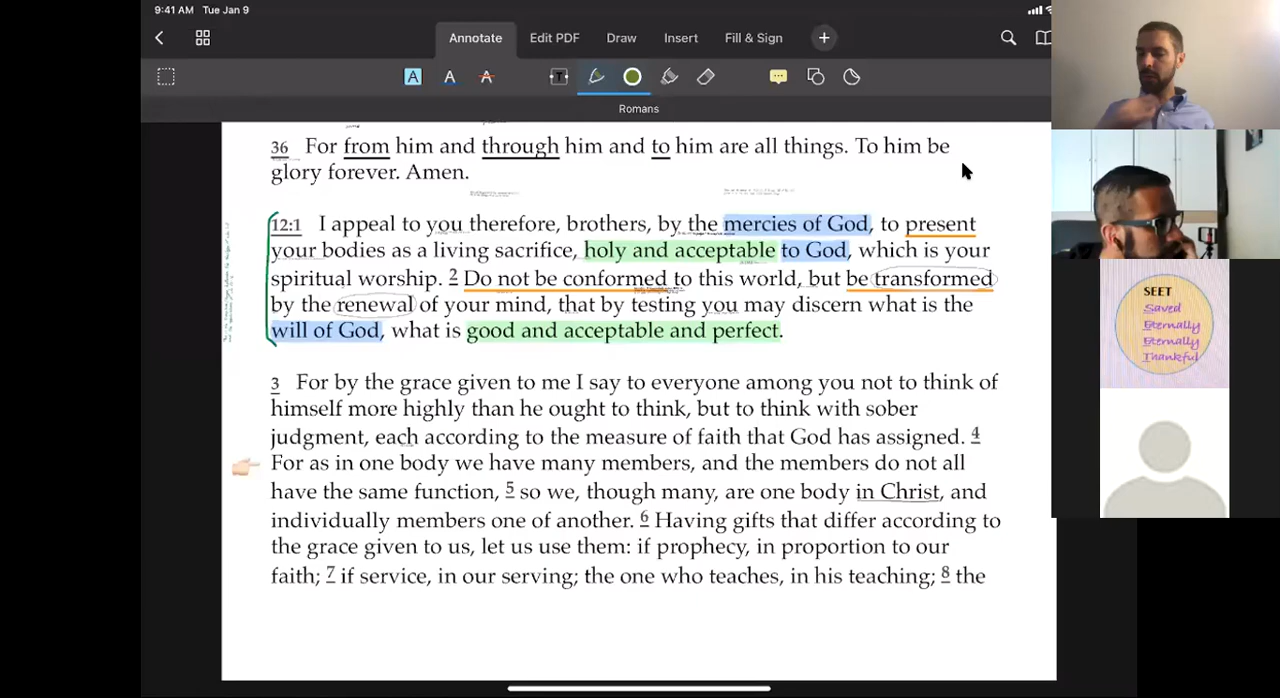 9:41 AM Tue Jan 9
Annotate Edit PDF Draw Insert Fill & Sign
A A A T
Romans
36 For from him and through him and to him are all things. To him be
glory forever. Amen.
12:1 I appeal to you therefore, brothers, by the mercies of God, to present
your bodies as a living sacrifice, holy and acceptable to God, which is your
spiritual worship. 2 Do not be conformed to this world, but be transformed
by the renewal of your mind, that by testing you may discern what is the
will of God, what is good and acceptable and perfect.
3 For by the grace given to me I say to everyone among you not to think of
himself more highly than he ought to think, but to think with sober
judgment, each according to the measure of faith that God has assigned. 4
For as in one body we have many members, and the members do not all
have the same function, 5 so we, though many, are one body in Christ, and
individually members one of another. 6 Having gifts that differ according to
the grace given to us, let us use them: if prophecy, in proportion to our
faith; 7 if service, in our serving; the one who teaches, in his teaching; 8 the
SEET
Saved
Eternally
Eternally
Thankful